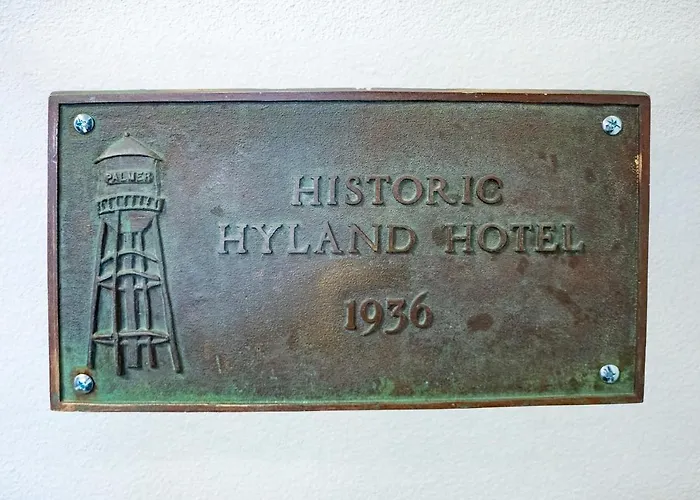 PALMER
HISTORIC
HYLAND HOTEL
1936